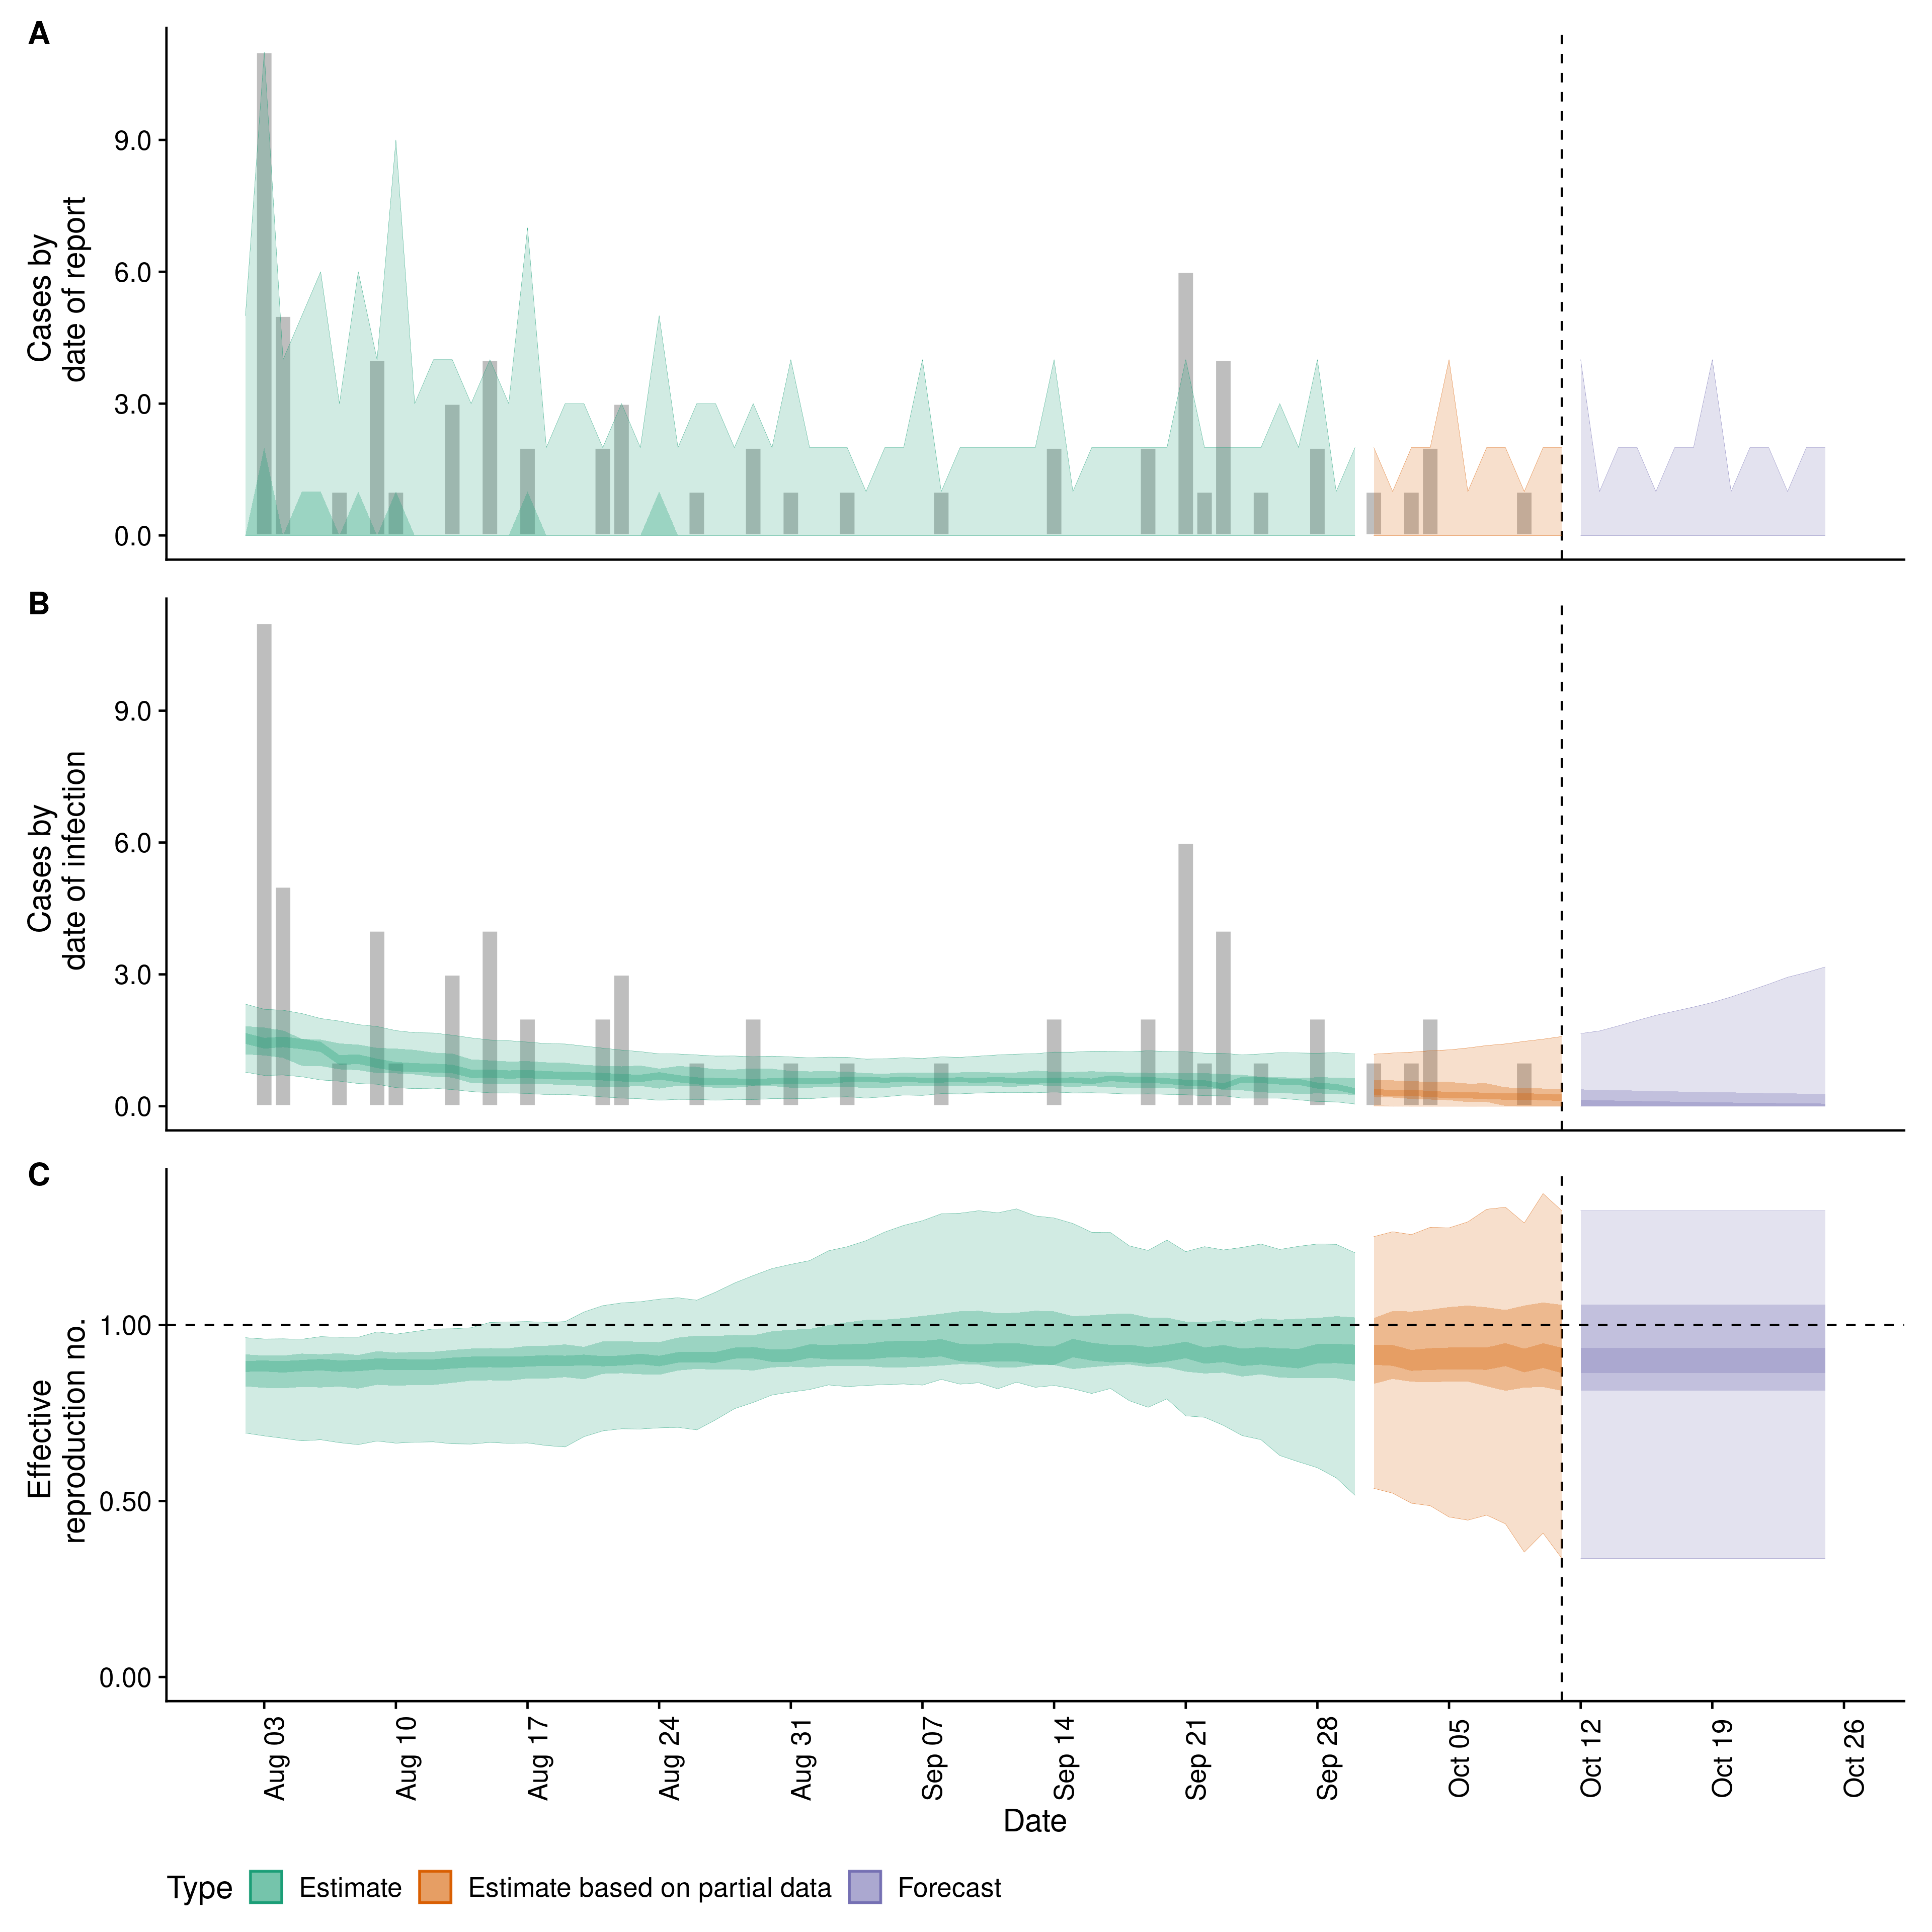 A
Cases by
date of report
9.0
6.0
3.0
0.0
B
Cases by
date of infection
9.0
6.0
3.0
0.0
C
Effective
reproduction no.
1.00
0.50
0.00
Aug 03
Aug 10
Aug 17
Aug 24
Aug 31
Sep 07
Sep 14
Sep 21
Sep 28
Oct 05
Oct 12
Oct 19
Oct 26
Date
Type Estimate Estimate based on partial data Forecast